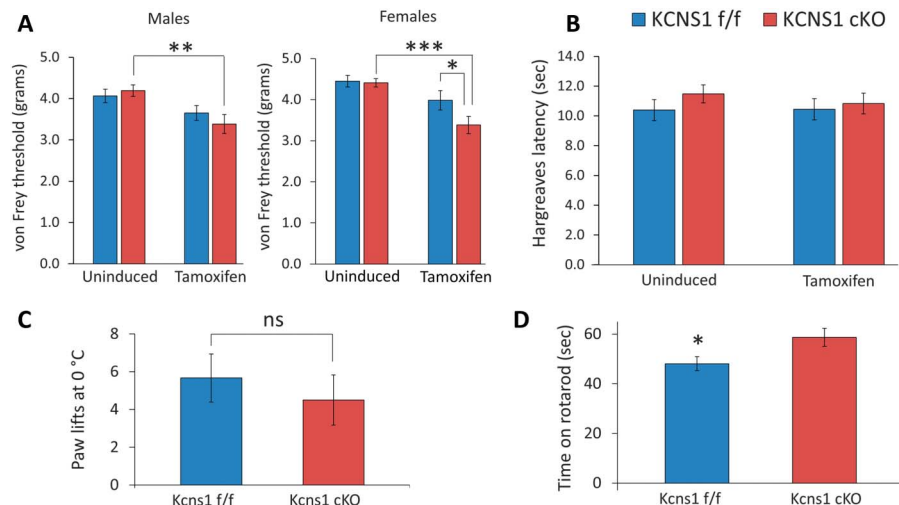 A
Males
Females
KCNS1 f/f
KCNS1 cKO
von Frey threshold (grams)
5.0
4.0
3.0
2.0
1.0
0.0
**
Uninduced
Tamoxifen
von Frey threshold (grams)
5.0
4.0
3.0
2.0
1.0
0.0
***
*
Uninduced
Tamoxifen
B
Hargreaves latency (sec)
14.0
12.0
10.0
8.0
6.0
4.0
2.0
0.0
Uninduced
Tamoxifen
C
Paw lifts at 0 °C
8
6
4
2
0
ns
Kcns1 f/f
Kcns1 cKO
D
Time on rotarod (sec)
60
40
20
0
*
Kcns1 f/f
Kcns1 cKO